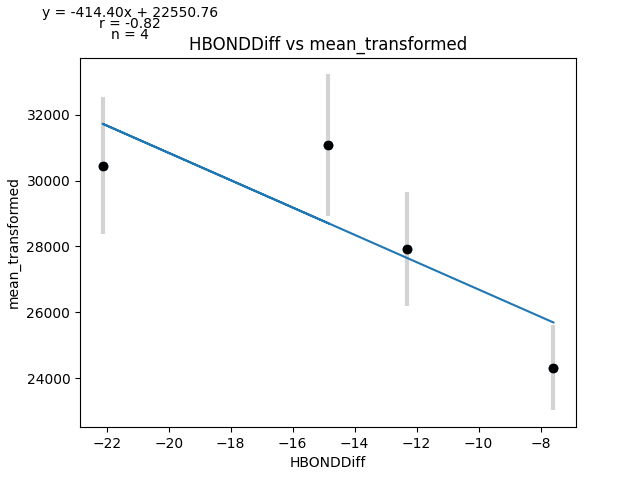 y = -414.40x + 22550.76
r = -0.82
n = 4
HBONDDiff vs mean_transformed
32000
30000
28000
26000
24000
mean_transformed
−22
−20
−18
−16
−14
−12
−10
−8
HBONDDiff